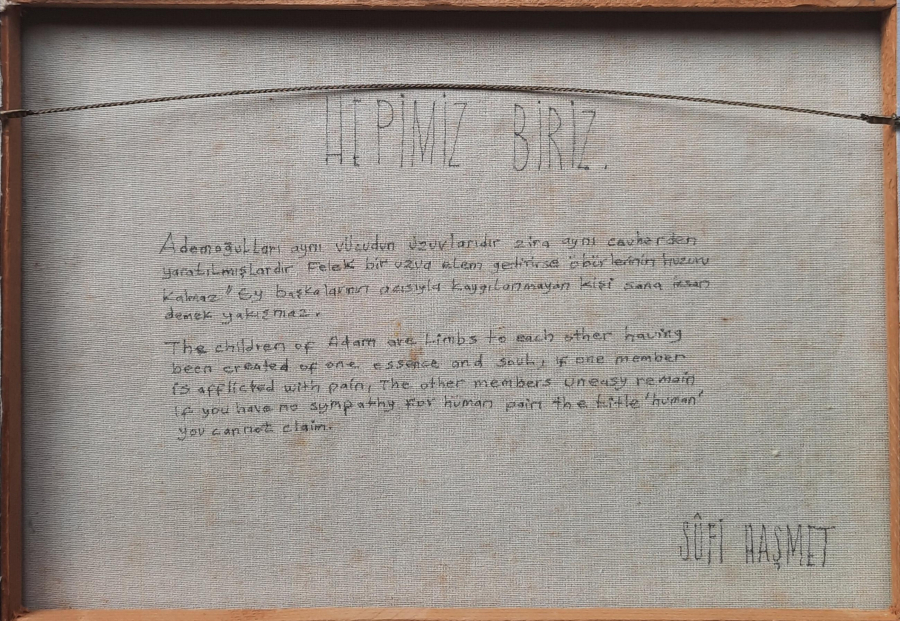 HEPİMİZ BİRİZ.
Ademoğulları aynı vücudun uzuvlarıdır zira aynı cevherden
yaratılmışlardır. Felek bir uzva elem getirirse öbürlerinin huzuru
kalmaz" Ey başkalarının acısıyla kaygılanmayan kişi sana insan
demek yakışmaz.
The children of Adam are Limbs to each other having
been created of one essence and soul, if one member
is afflicted with pain, The other members uneasy remain
if you have no sympathy for human pain the title 'human'
you cannot claim.
SÛFİ HAŞMET